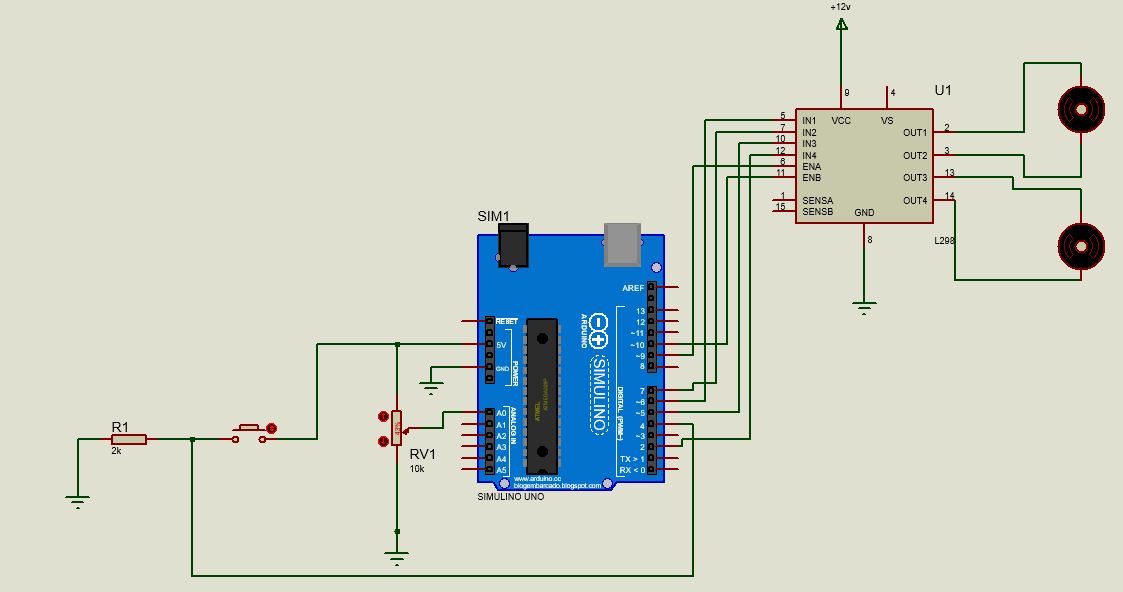 +12v
9
4
U1
5
IN1
VCC
VS
7
IN2
OUT1
2
10
IN3
12
IN4
OUT2
3
6
ENA
11
ENB
OUT3
13
1
SENSA
OUT4
14
15
SENSB
GND
8
L298
SIM1
AREF
13
12
~11
~10
~9
8
RESET
5V
GND
POWER
ARDUINO
SIMULINO
ATMEL
DIGITAL (PWM~)
7
~6
~5
4
~3
2
TX > 1
RX < 0
A0
A1
A2
A3
A4
A5
ANALOG IN
www.arduino.cc
blogembarcado.blogspot.com
SIMULINO UNO
R1
2k
RV1
10k